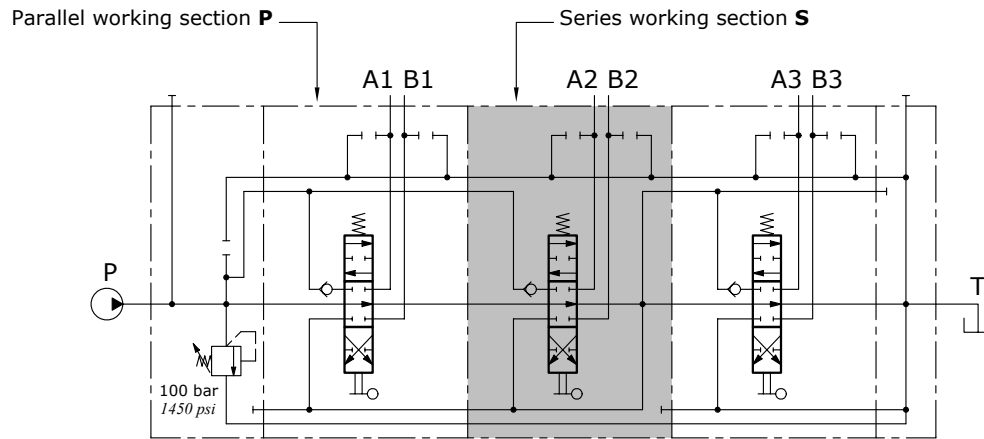 Parallel working section P
Series working section S
A1 B1
A2 B2
A3 B3
P
T
100 bar
1450 psi